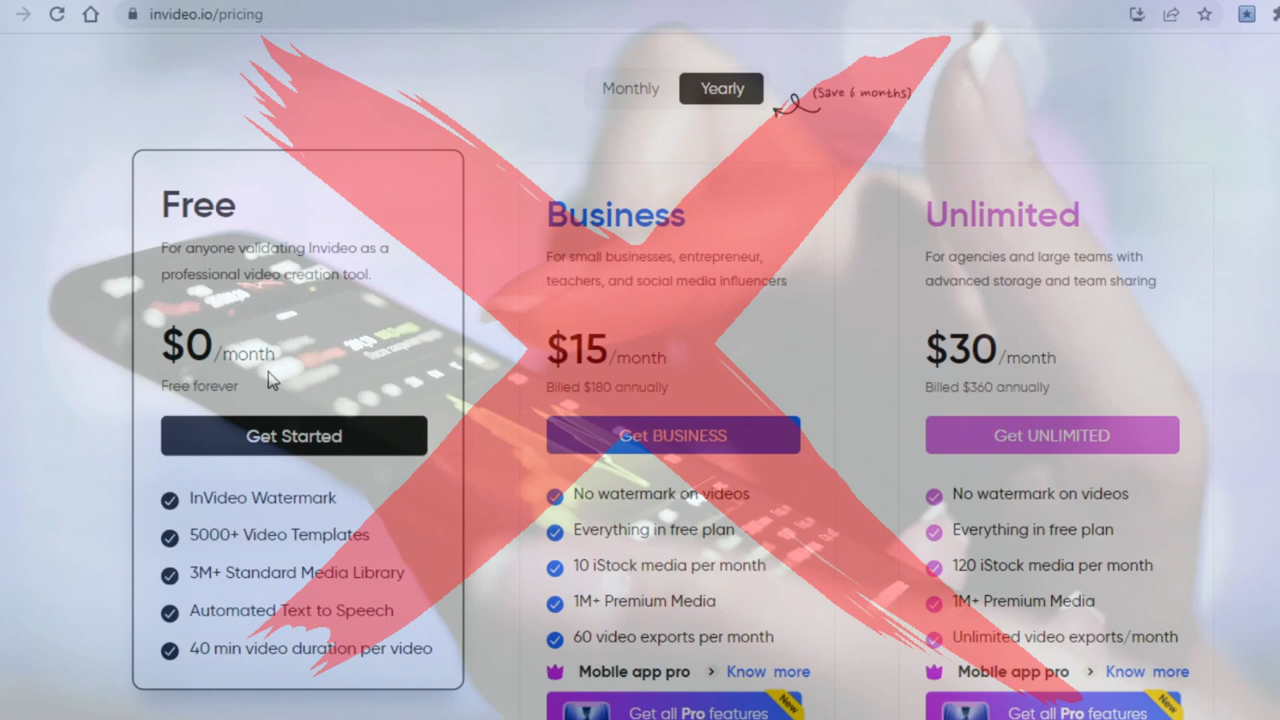 invideo.io/pricing
Monthly
Yearly
(Save 6 months)
Free
For anyone validating Invideo as a
professional video creation tool.
$0/month
Free forever
Get Started
InVideo Watermark
5000+ Video Templates
3M+ Standard Media Library
Automated Text to Speech
40 min video duration per video
Business
For small businesses, entrepreneur,
teachers, and social media influencers
$15/month
Billed $180 annually
Get BUSINESS
No watermark on videos
Everything in free plan
10 iStock media per month
1M+ Premium Media
60 video exports per month
Mobile app pro > Know more
New
Get all Pro features
Unlimited
For agencies and large teams with
advanced storage and team sharing
$30/month
Billed $360 annually
Get UNLIMITED
No watermark on videos
Everything in free plan
120 iStock media per month
1M+ Premium Media
Unlimited video exports/month
Mobile app pro > Know more
New
Get all Pro features